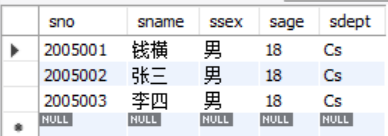 sno sname ssex sage sdept
2005001 钱横 男 18 Cs
2005002 张三 男 18 Cs
2005003 李四 男 18 Cs
NULL NULL NULL NULL NULL